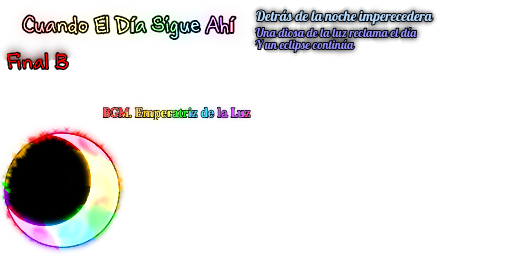 Cuando El Día Sigue Ahí
Final B
Detrás de la noche imperecedera
Una diosa de la luz reclama el día
Y un eclipse continúa
BGM. Emperatriz de la Luz